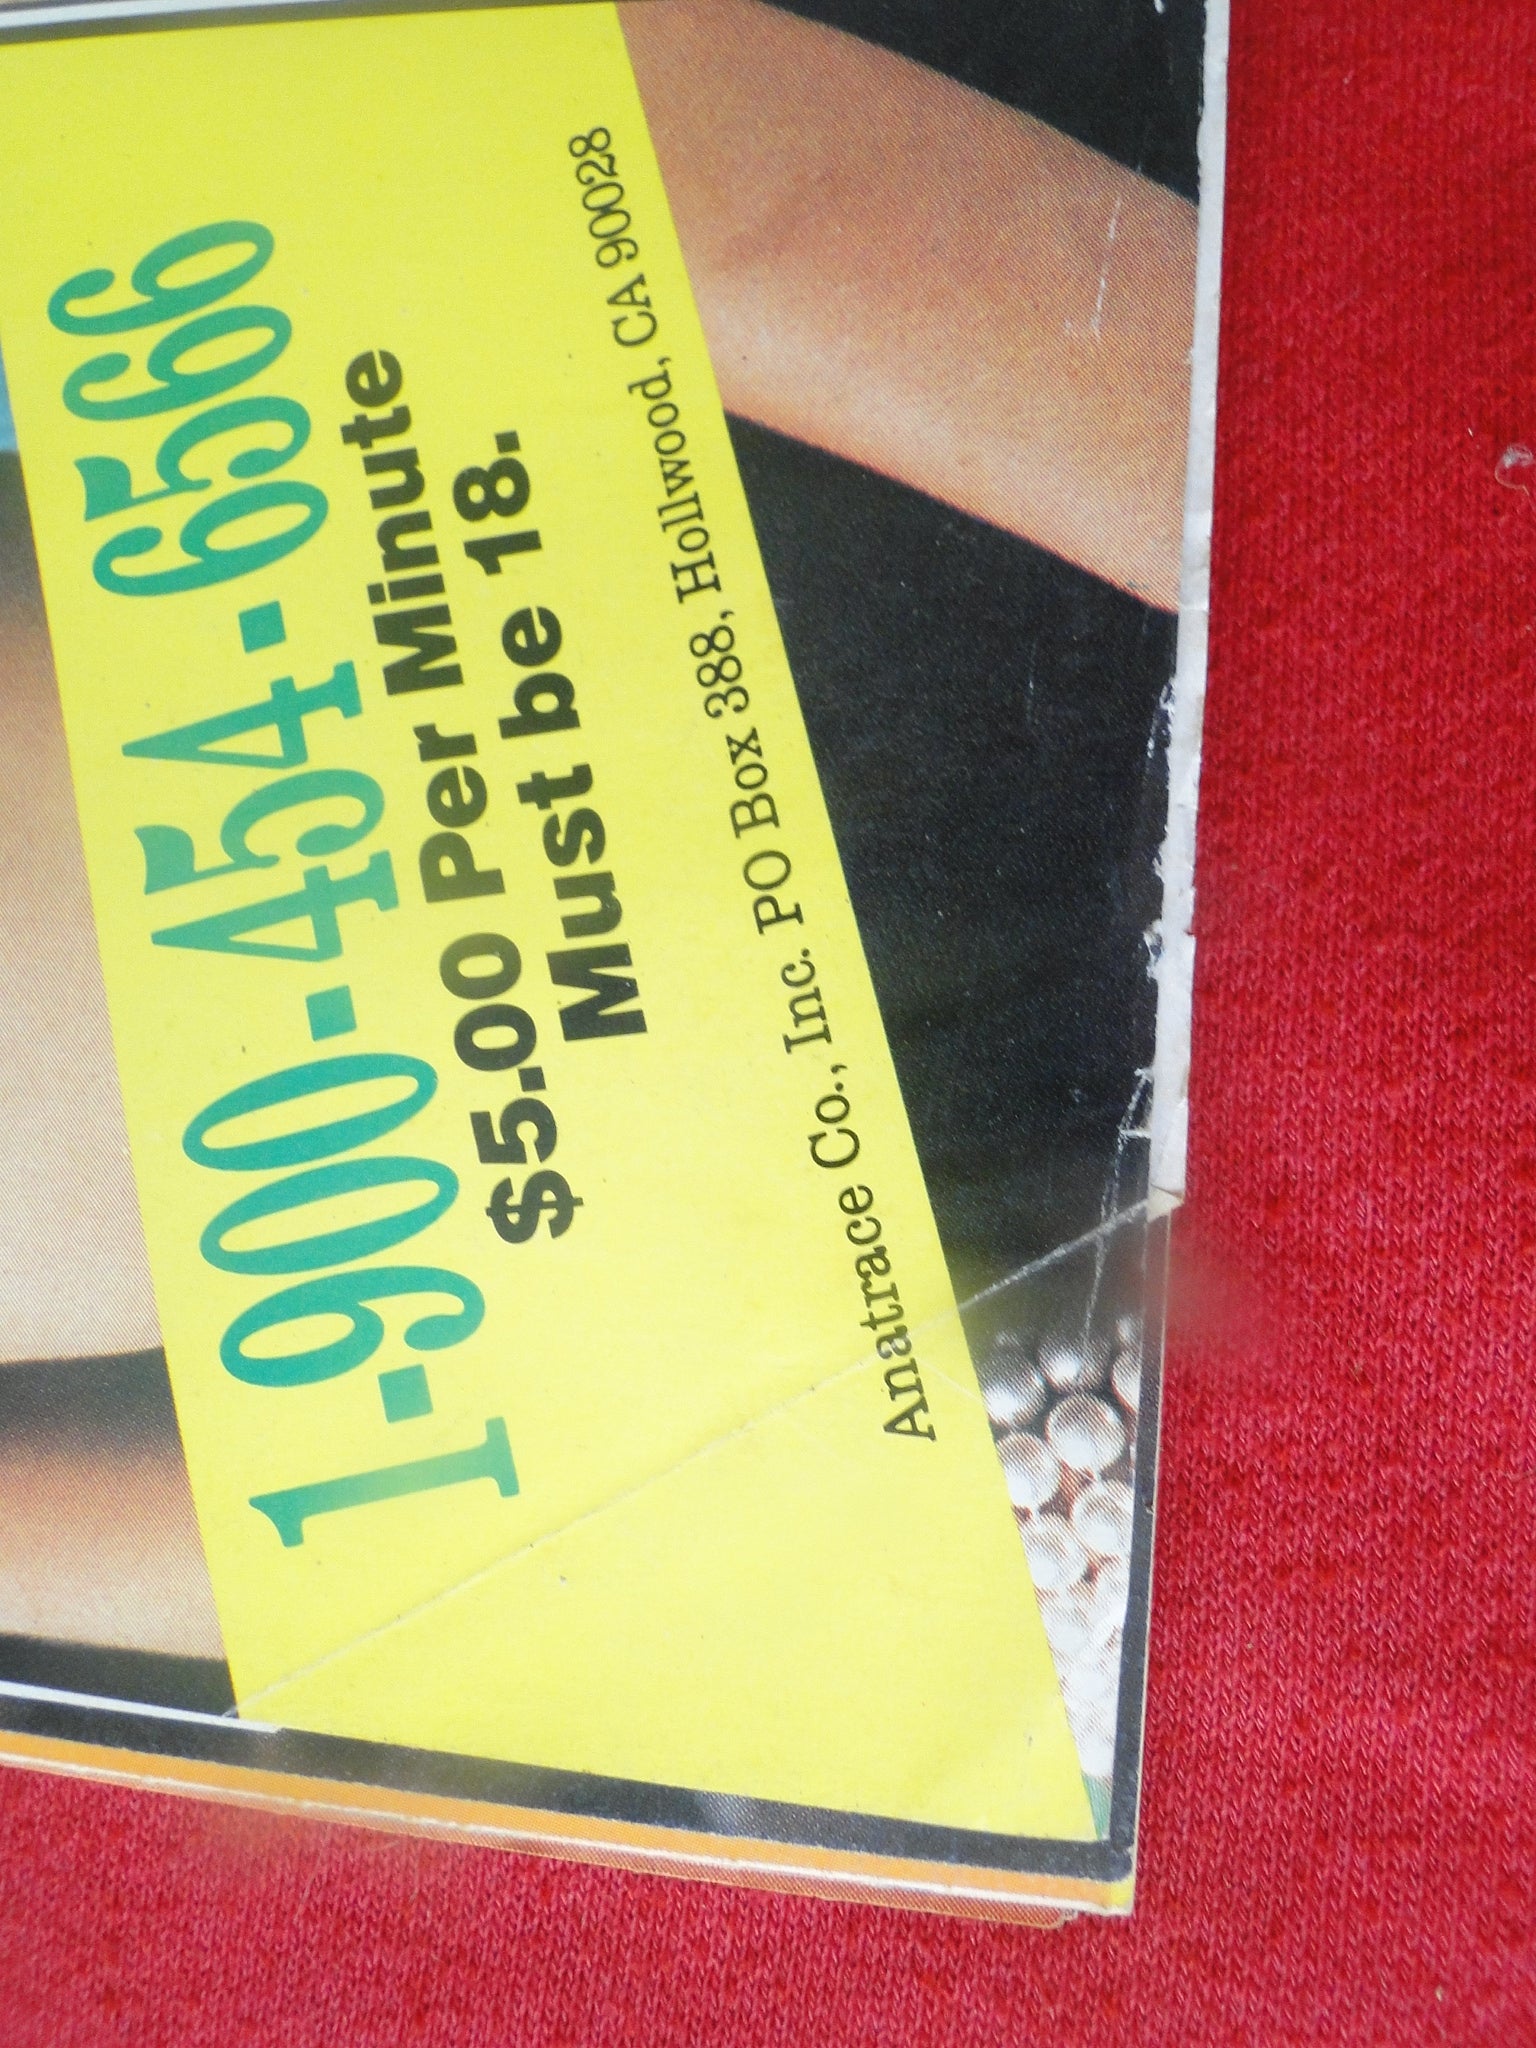 1-900-454-6566
$5.00 Per Minute
Must be 18.
Anatrace Co., Inc. PO Box 388, Hollwood, CA 90028